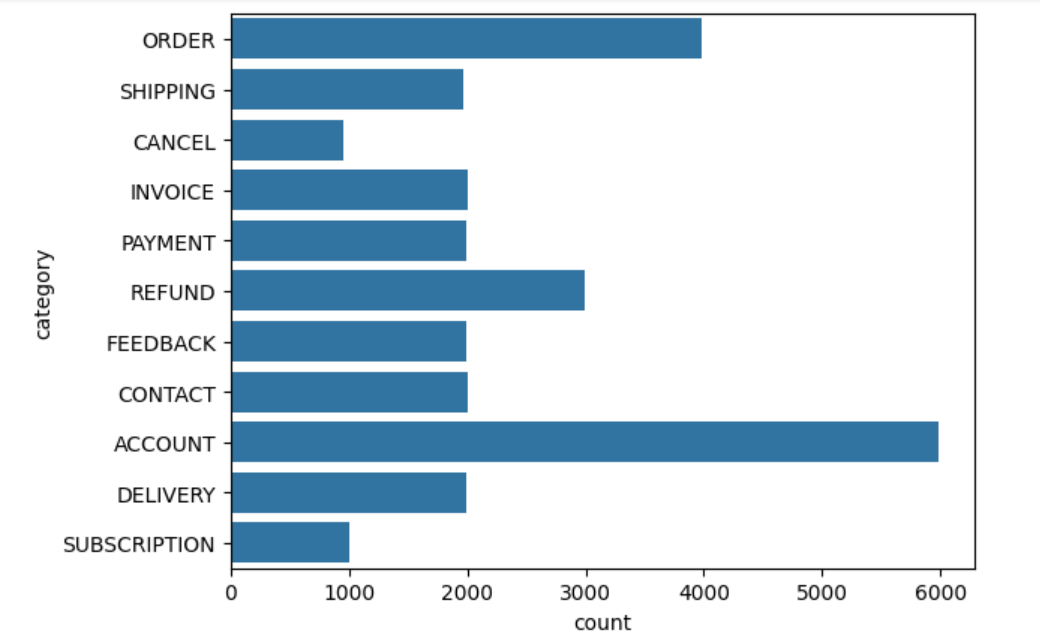 ORDER
SHIPPING
CANCEL
INVOICE
PAYMENT
REFUND
FEEDBACK
CONTACT
ACCOUNT
DELIVERY
SUBSCRIPTION
category
0 1000 2000 3000 4000 5000 6000
count